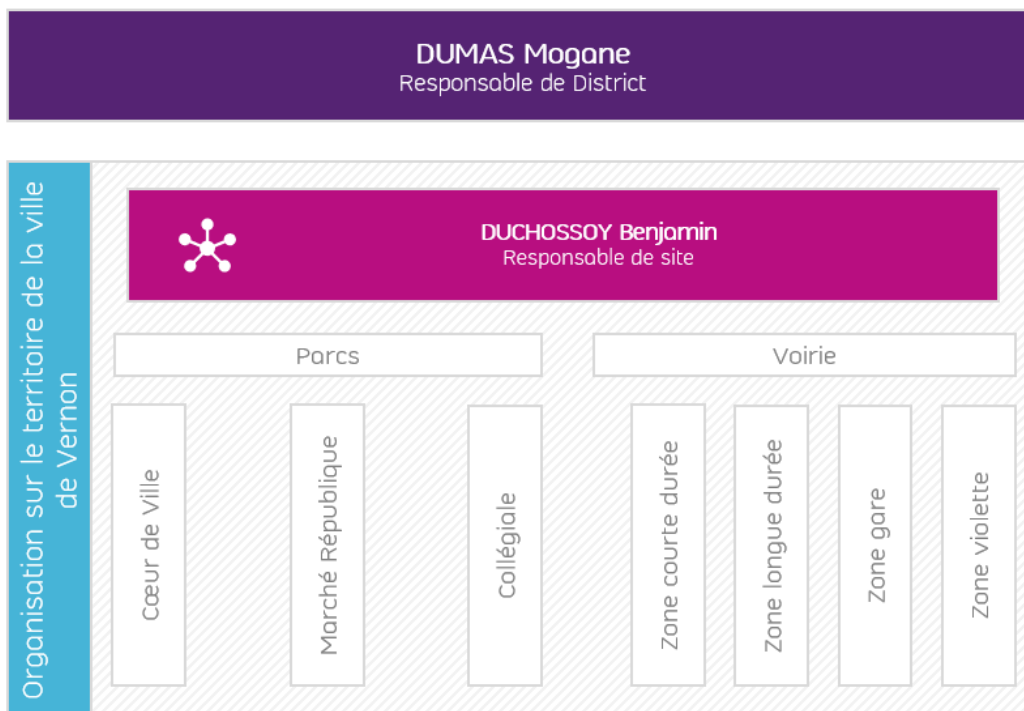 DUMAS Mogane
Responsable de District
Organisation sur le territoire de la ville
de Vernon
DUCHOSSOY Benjamin
Responsable de site
Parcs
Voirie
Cœur de Ville
Marché République
Collégiale
Zone courte durée
Zone longue durée
Zone gare
Zone violette